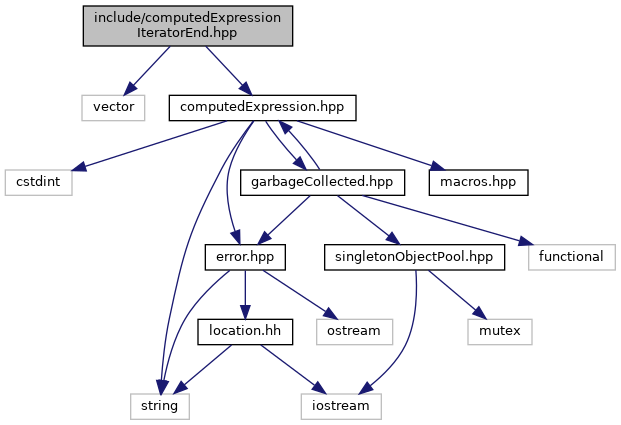 include/computedExpression
IteratorEnd.hpp
vector
computedExpression.hpp
cstdint
garbageCollected.hpp
macros.hpp
error.hpp
singletonObjectPool.hpp
functional
location.hh
ostream
mutex
string
iostream